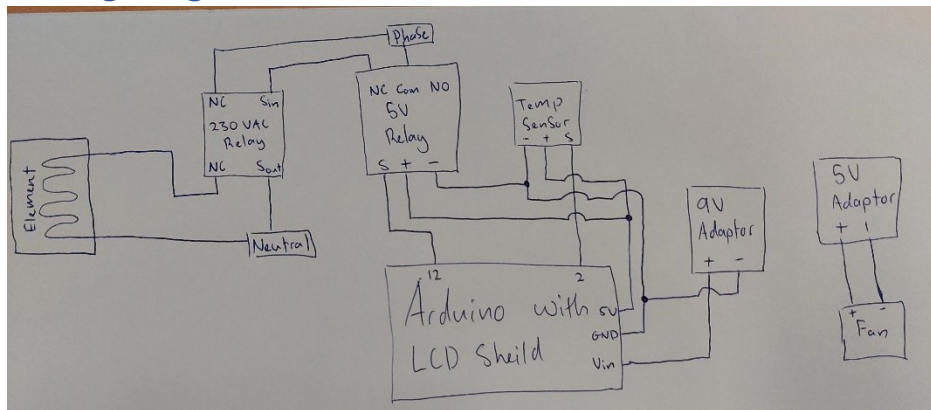 Phase
NC Sin
230 VAC
Relay
NC Sout
Element
Neutral
NC Com NO
5V
Relay
S + -
Temp
Sensor
- + S
9V
Adaptor
+ -
5V
Adaptor
+ -
+ -
Fan
12 2
Arduino with
LCD Sheild
5V
GND
Vin